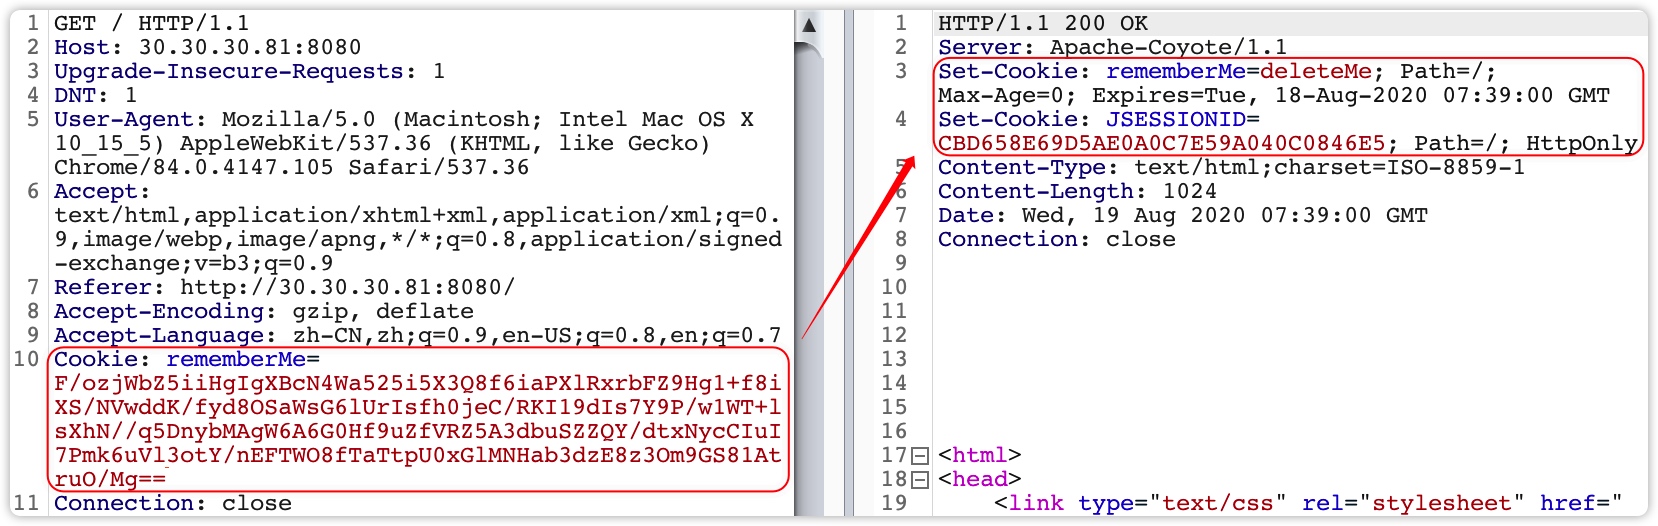 1 GET / HTTP/1.1
2 Host: 30.30.30.81:8080
3 Upgrade-Insecure-Requests: 1
4 DNT: 1
5 User-Agent: Mozilla/5.0 (Macintosh; Intel Mac OS X
10_15_5) AppleWebKit/537.36 (KHTML, like Gecko)
Chrome/84.0.4147.105 Safari/537.36
6 Accept:
text/html,application/xhtml+xml,application/xml;q=0.
9,image/webp,image/apng,*/*;q=0.8,application/signed
-exchange;v=b3;q=0.9
7 Referer: http://30.30.30.81:8080/
8 Accept-Encoding: gzip, deflate
9 Accept-Language: zh-CN,zh;q=0.9,en-US;q=0.8,en;q=0.7
10 Cookie: rememberMe=
F/ozjWbZ5iiHgIgXBcN4Wa525i5X3Q8f6iaPXlRxrbFZ9Hg1+f8i
XS/NVwddK/fyd8OSaWsG6lUrIsfh0jeC/RKI19dIs7Y9P/w1WT+l
sXhN//q5DnybMAgW6A6G0Hf9uZfVRZ5A3dbuSZZQY/dtxNycCIuI
7Pmk6uVl3otY/nEFTWO8fTaTtpU0xGlMNHab3dzE8z3Om9GS81At
ruO/Mg==
11 Connection: close
1 HTTP/1.1 200 OK
2 Server: Apache-Coyote/1.1
3 Set-Cookie: rememberMe=deleteMe; Path=/;
Max-Age=0; Expires=Tue, 18-Aug-2020 07:39:00 GMT
4 Set-Cookie: JSESSIONID=
CBD658E69D5AE0A0C7E59A040C0846E5; Path=/; HttpOnly
5 Content-Type: text/html;charset=ISO-8859-1
6 Content-Length: 1024
7 Date: Wed, 19 Aug 2020 07:39:00 GMT
8 Connection: close
9
10
11
12
13
14
15
16
17 <html>
18 <head>
19 <link type="text/css" rel="stylesheet" href="